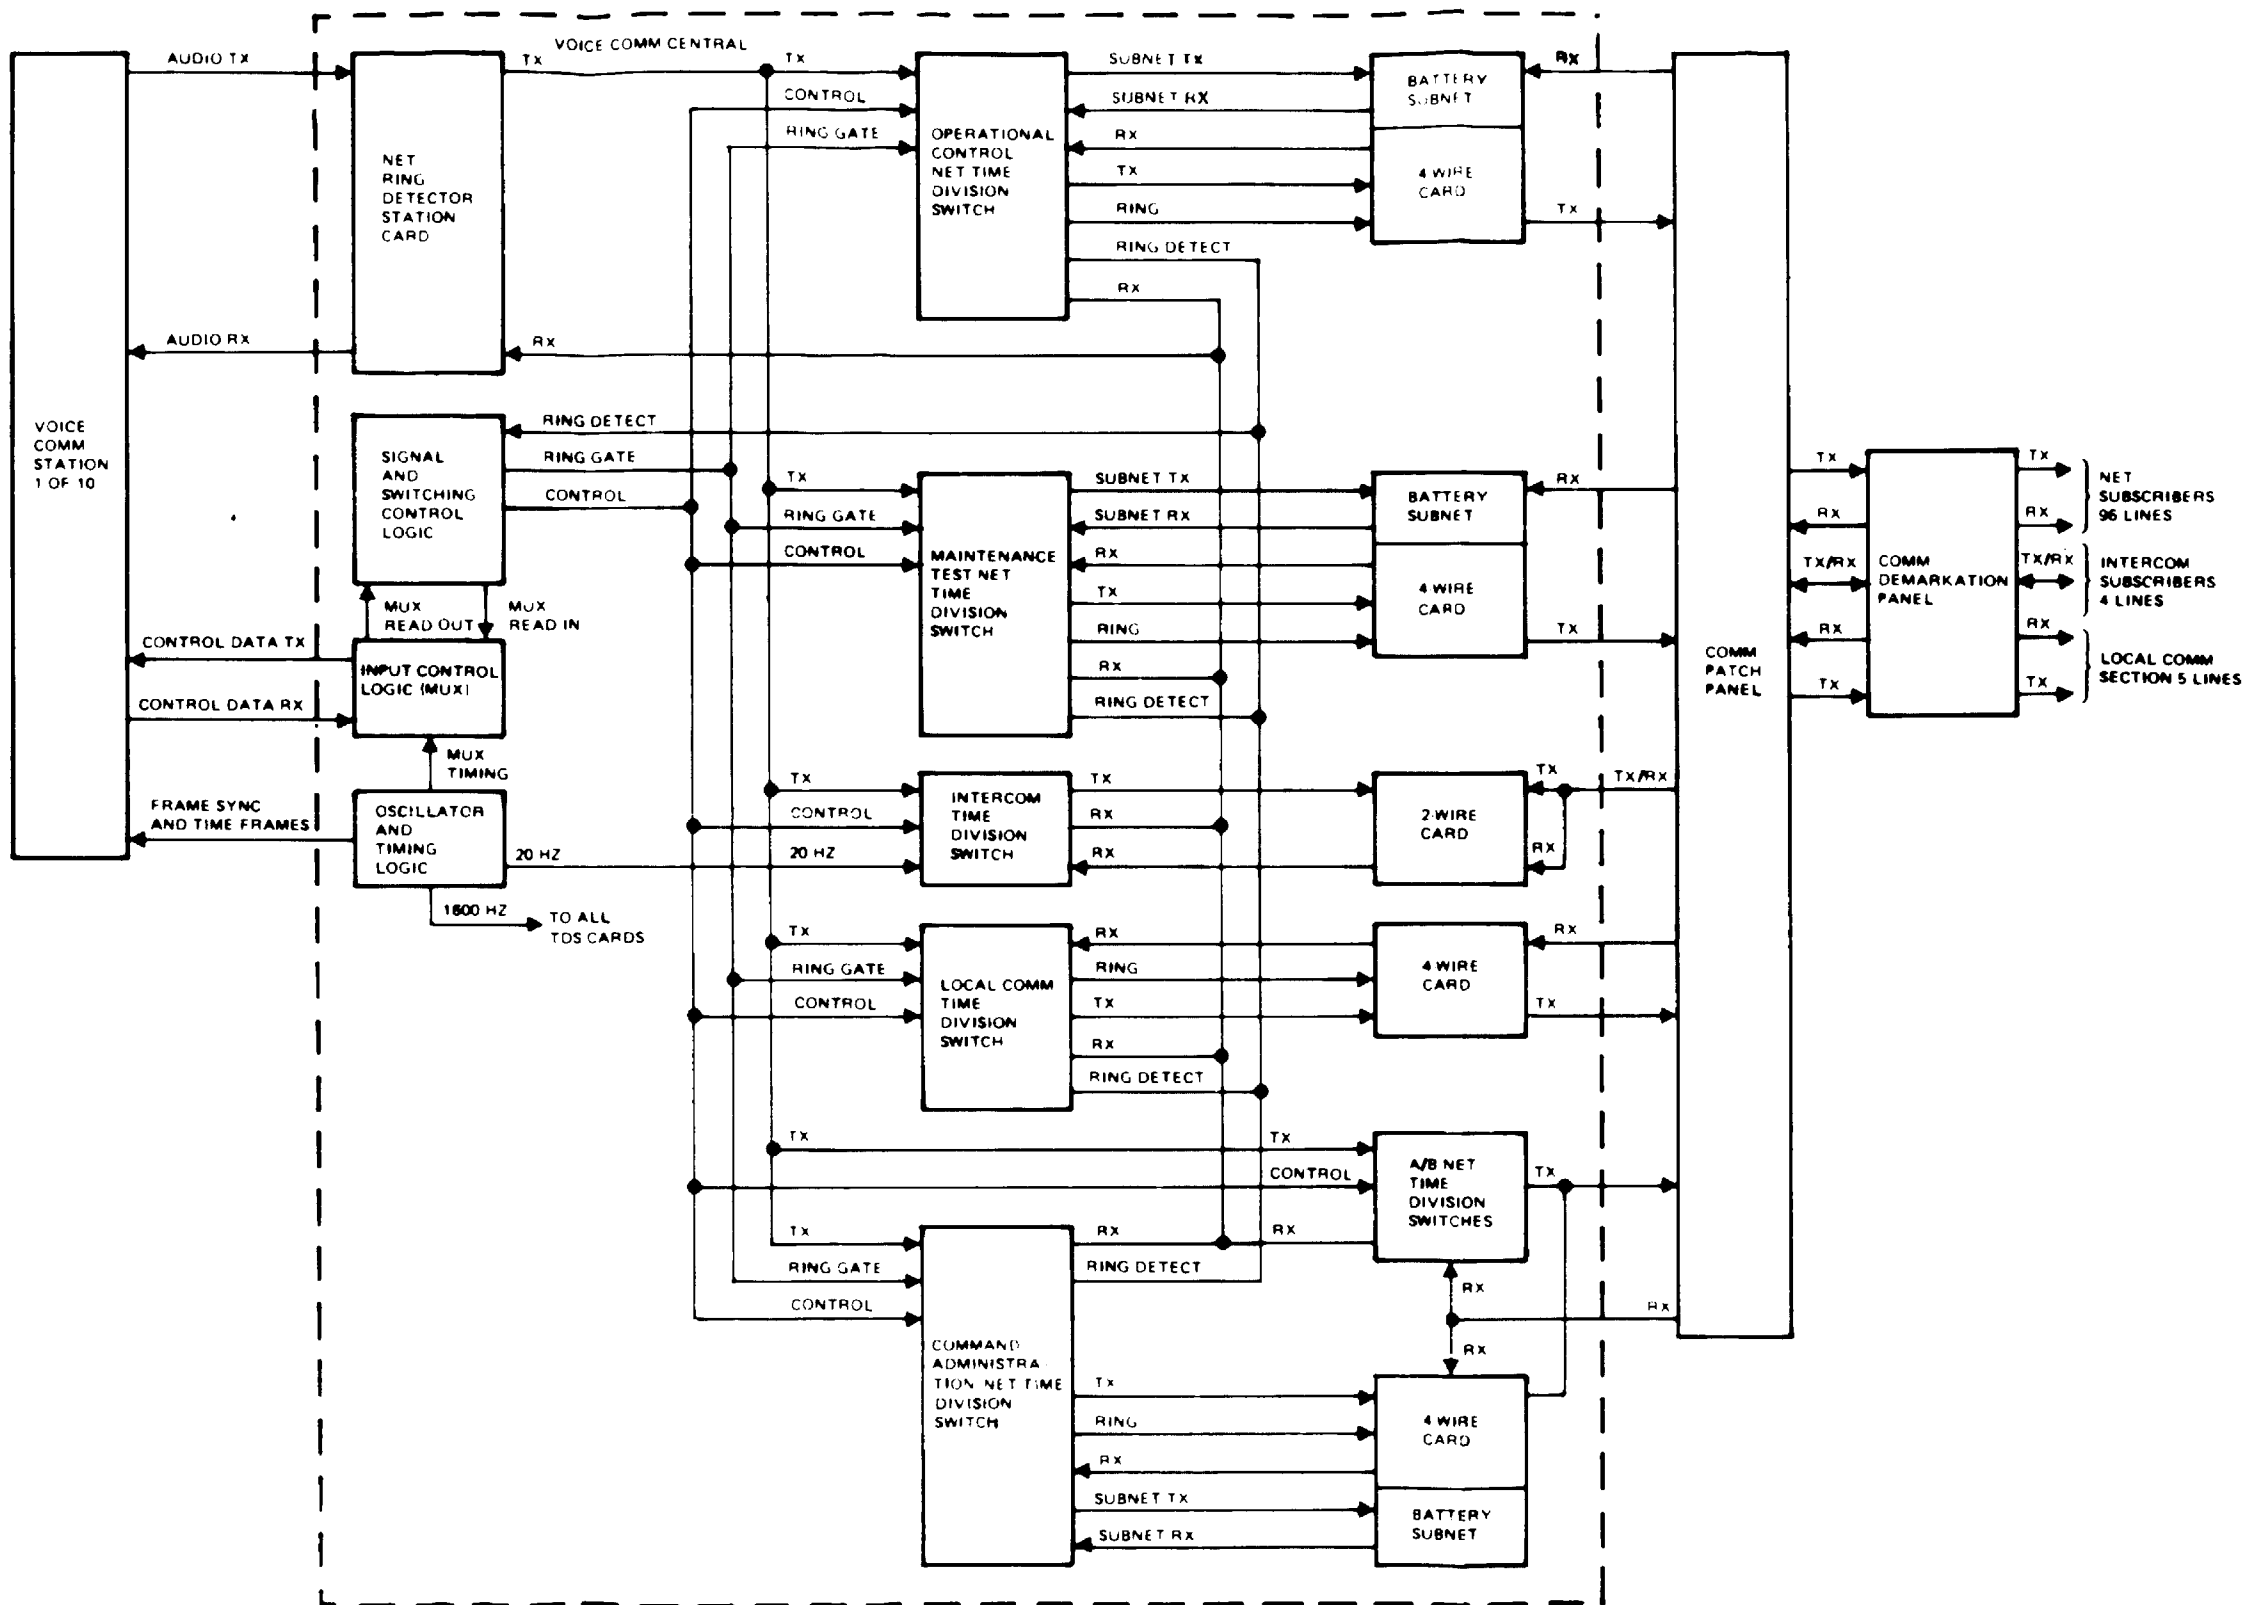 VOICE COMM CENTRAL
AUDIO TX
AUDIO RX
VOICE
COMM
STATION
1 OF 10
CONTROL DATA TX
CONTROL DATA RX
FRAME SYNC
AND TIME FRAMES
NET
RING
DETECTOR
STATION
CARD
TX
RX
SIGNAL
AND
SWITCHING
CONTROL
LOGIC
RING DETECT
RING GATE
CONTROL
MUX
READ OUT
MUX
READ IN
INPUT CONTROL
LOGIC (MUX)
MUX
TIMING
OSCILLATOR
AND
TIMING
LOGIC
20 HZ
20 HZ
1600 HZ
TO ALL
TDS CARDS
TX
CONTROL
RING GATE
OPERATIONAL
CONTROL
NET TIME
DIVISION
SWITCH
SUBNET TX
SUBNET RX
RX
TX
RING
RING DETECT
RX
BATTERY
SUBNET
4 WIRE
CARD
RX
TX
TX
RING GATE
CONTROL
MAINTENANCE
TEST NET
TIME
DIVISION
SWITCH
SUBNET TX
SUBNET RX
RX
TX
RING
RX
RING DETECT
BATTERY
SUBNET
4 WIRE
CARD
RX
TX
TX
CONTROL
INTERCOM
TIME
DIVISION
SWITCH
TX
RX
RX
2-WIRE
CARD
TX
RX
TX/RX
TX
RING GATE
CONTROL
LOCAL COMM
TIME
DIVISION
SWITCH
RX
RING
TX
RX
RING DETECT
4 WIRE
CARD
RX
TX
TX
TX
CONTROL
A/B NET
TIME
DIVISION
SWITCHES
TX
RX
RX
RX
RX
TX
RING GATE
CONTROL
COMMAND
ADMINISTRA-
TION NET TIME
DIVISION
SWITCH
RX
RING DETECT
TX
RING
RX
SUBNET TX
SUBNET RX
4 WIRE
CARD
BATTERY
SUBNET
COMM
PATCH
PANEL
TX
RX
TX/RX
RX
TX
COMM
DEMARKATION
PANEL
TX
RX
TX/RX
RX
TX
NET
SUBSCRIBERS
96 LINES
INTERCOM
SUBSCRIBERS
4 LINES
LOCAL COMM
SECTION 5 LINES